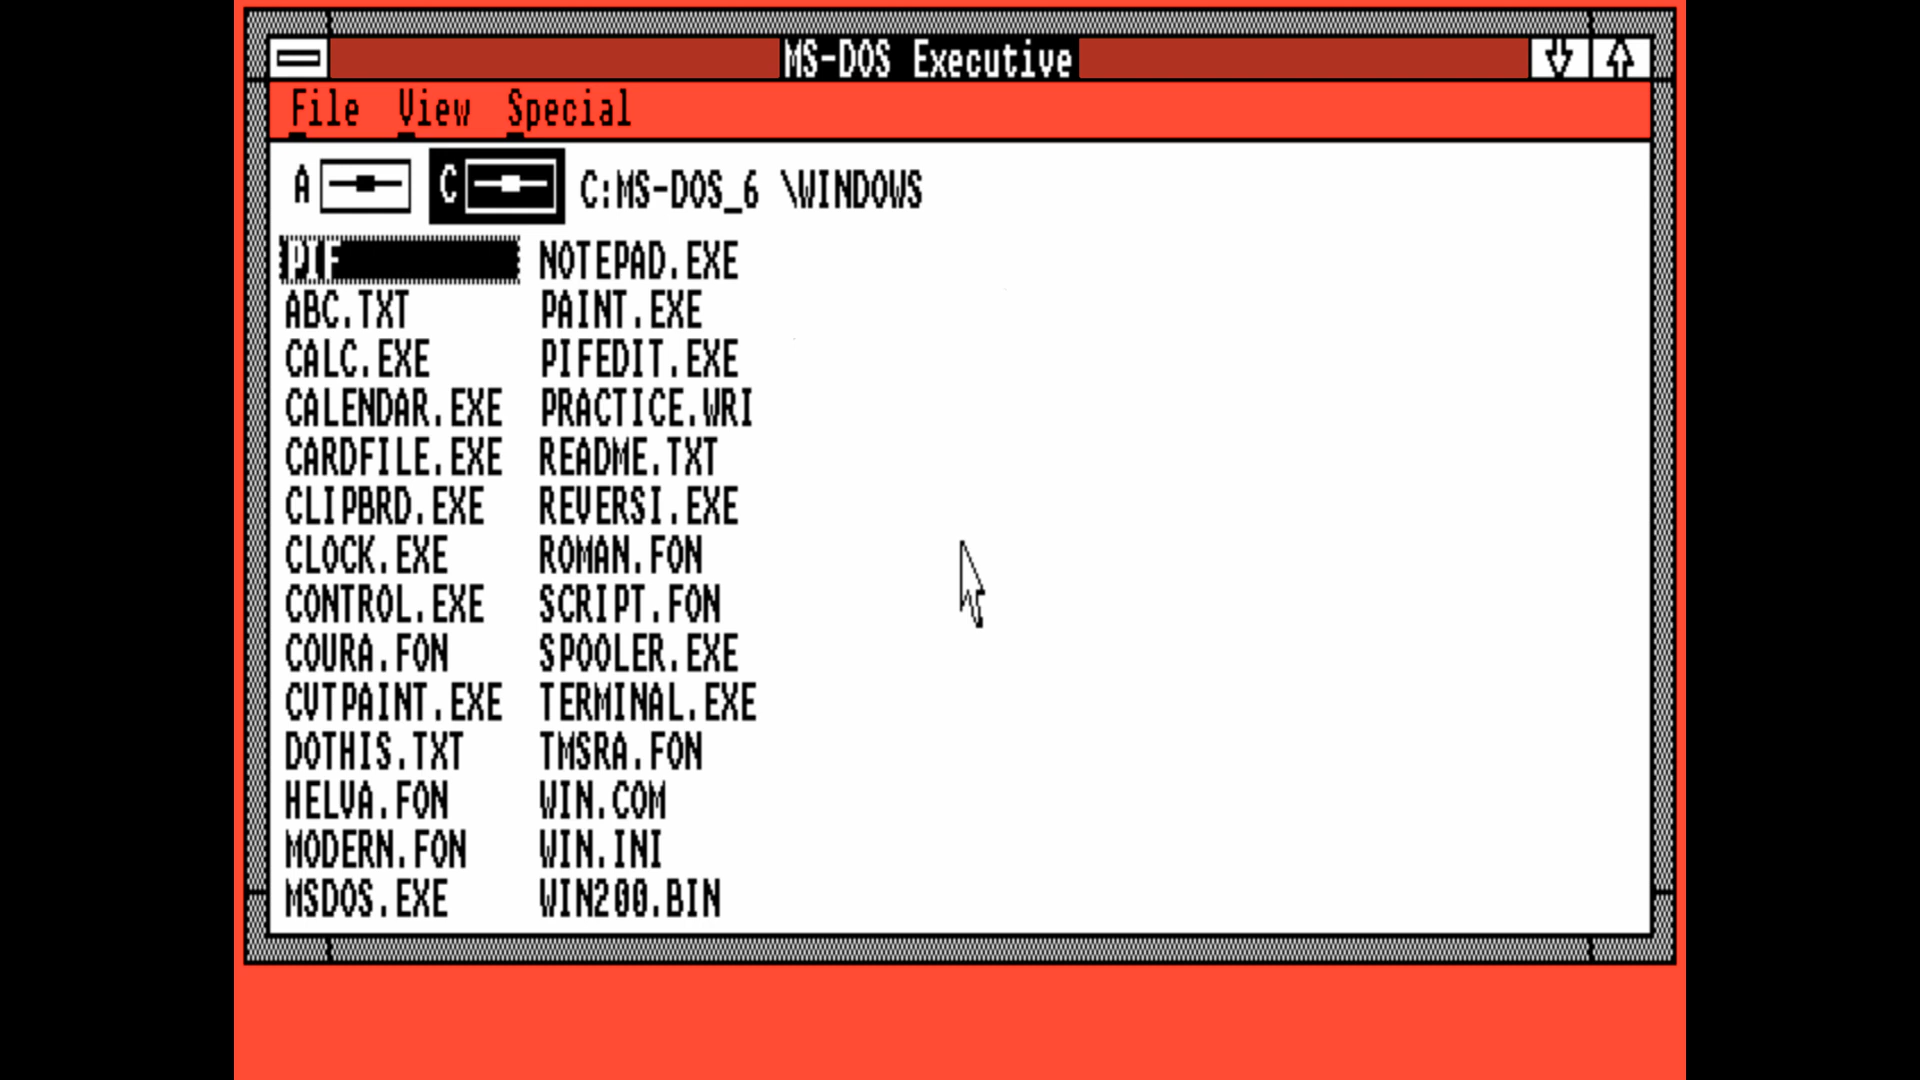 MS-DOS Executive
File View Special
A C C:MS-DOS_6 \WINDOWS
PIF
ABC.TXT
CALC.EXE
CALENDAR.EXE
CARDFILE.EXE
CLIPBRD.EXE
CLOCK.EXE
CONTROL.EXE
COURA.FON
CVTPAINT.EXE
DOTHIS.TXT
HELVA.FON
MODERN.FON
MSDOS.EXE
NOTEPAD.EXE
PAINT.EXE
PIFEDIT.EXE
PRACTICE.WRI
README.TXT
REVERSI.EXE
ROMAN.FON
SCRIPT.FON
SPOOLER.EXE
TERMINAL.EXE
TMSRA.FON
WIN.COM
WIN.INI
WIN200.BIN